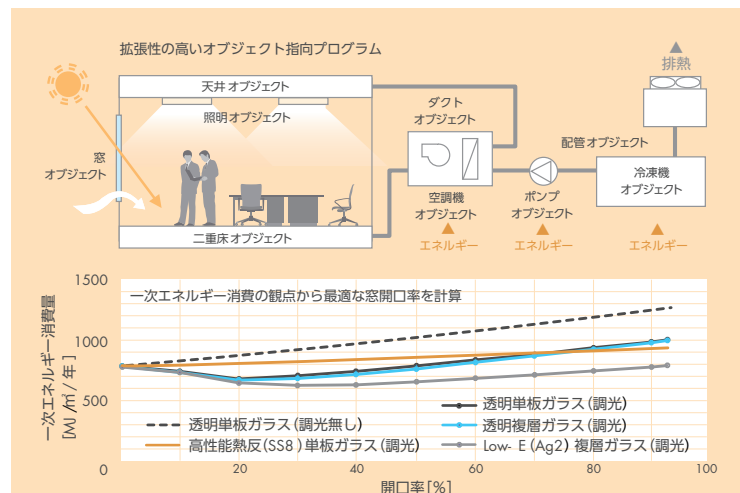 拡張性の高いオブジェクト指向プログラム
排熱
天井オブジェクト
照明オブジェクト
ダクト
オブジェクト
配管オブジェクト
窓
オブジェクト
冷凍機
オブジェクト
空調機
オブジェクト
ポンプ
オブジェクト
二重床オブジェクト
エネルギー
エネルギー
エネルギー
一次エネルギー消費の観点から最適な窓開口率を計算
一次エネルギー消費量
[MJ/㎡/年]
1500
1000
500
0
透明単板ガラス(調光無し)
高性能熱反(SS8)単板ガラス(調光)
透明単板ガラス(調光)
透明複層ガラス(調光)
Low-E(Ag2)複層ガラス(調光)
20
40
60
80
100
開口率[%]